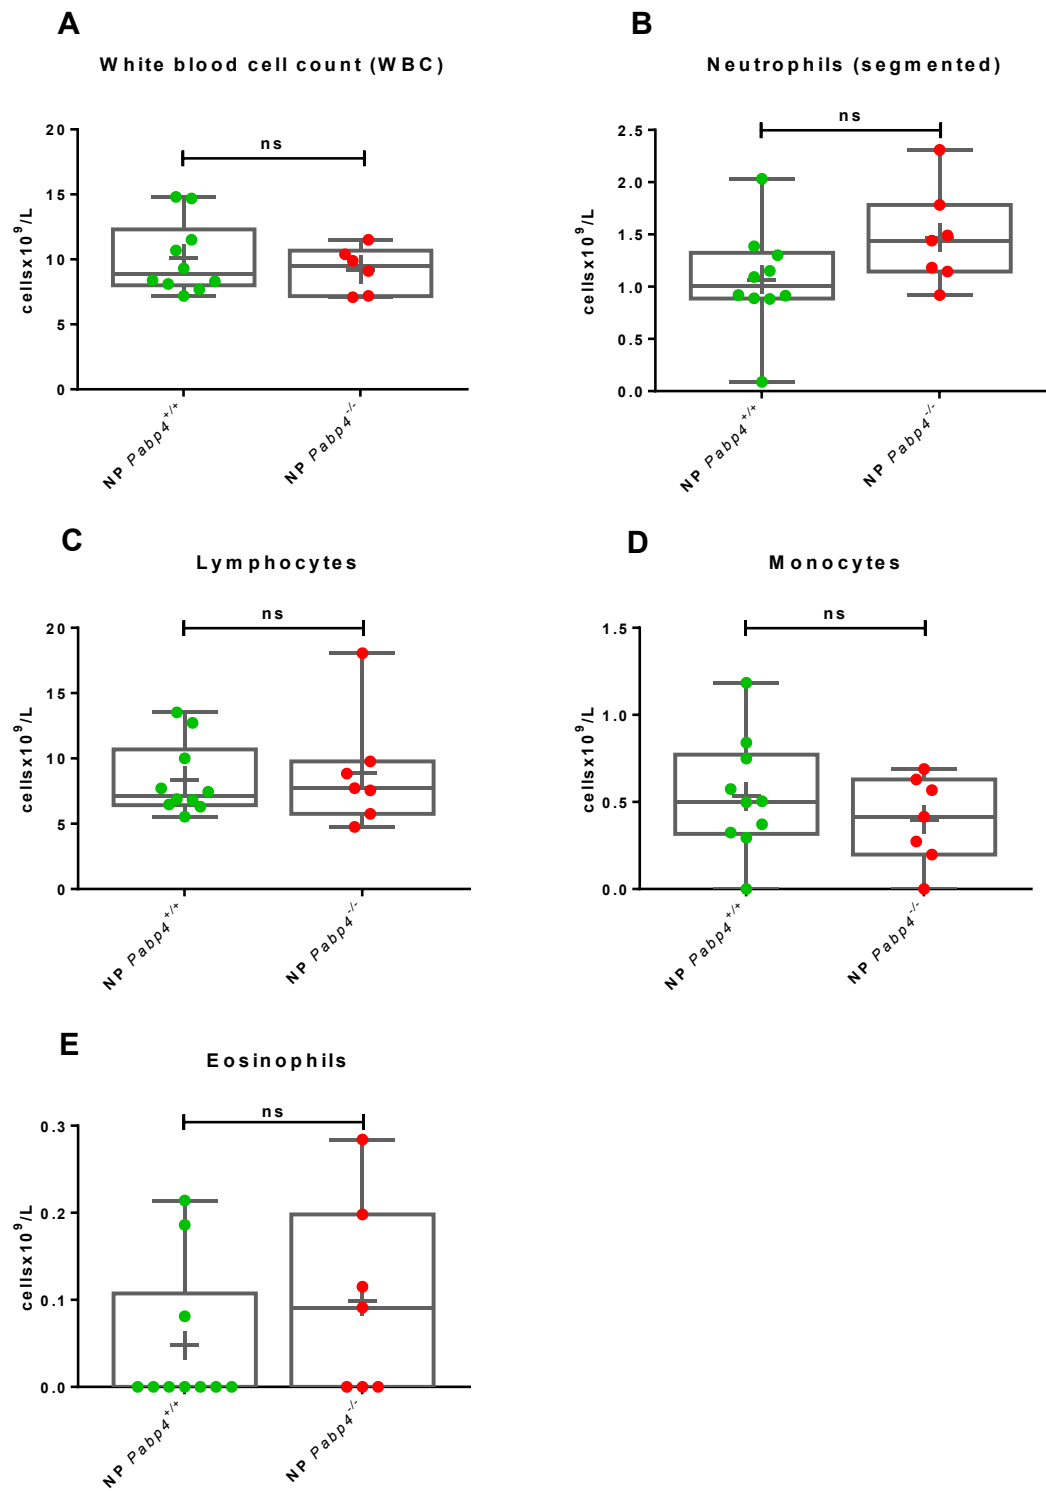 A
White blood cell count (WBC)
ns
20
15
10
5
0
cellsx10⁹/L
NP Pabp4⁺/⁺
NP Pabp4⁻/⁻
B
Neutrophils (segmented)
ns
2.5
2.0
1.5
1.0
0.5
0.0
cellsx10⁹/L
NP Pabp4⁺/⁺
NP Pabp4⁻/⁻
C
Lymphocytes
ns
20
15
10
5
0
cellsx10⁹/L
NP Pabp4⁺/⁺
NP Pabp4⁻/⁻
D
Monocytes
ns
1.5
1.0
0.5
0.0
cellsx10⁹/L
NP Pabp4⁺/⁺
NP Pabp4⁻/⁻
E
Eosinophils
ns
0.3
0.2
0.1
0.0
cellsx10⁹/L
NP Pabp4⁺/⁺
NP Pabp4⁻/⁻